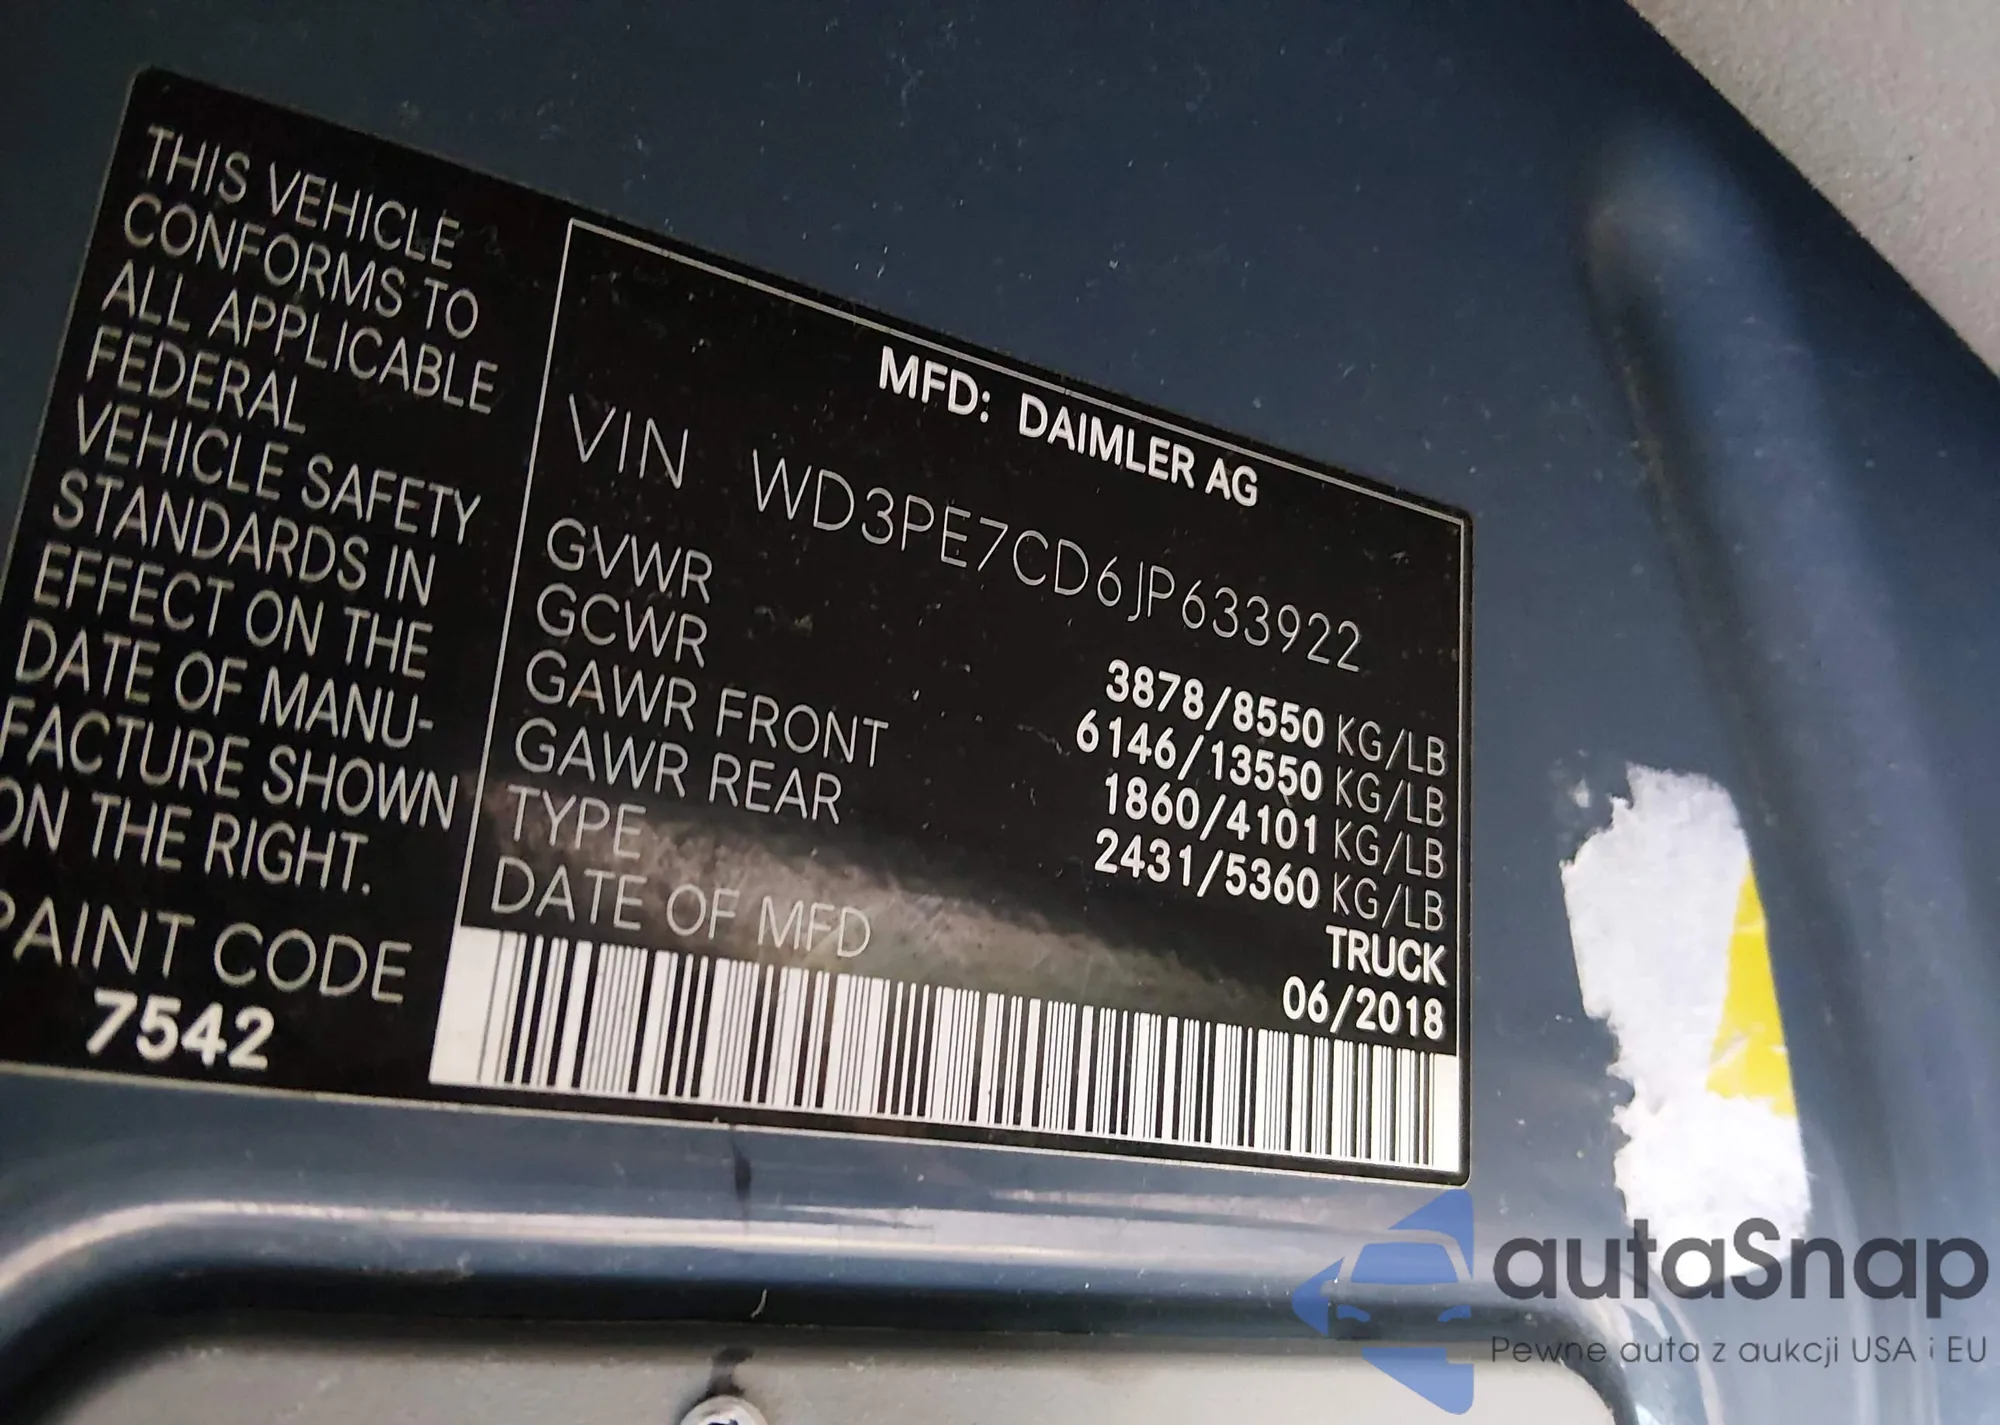 THIS VEHICLE
CONFORMS TO
ALL APPLICABLE
FEDERAL
VEHICLE SAFETY
STANDARDS IN
EFFECT ON THE
DATE OF MANU-
FACTURE SHOWN
ON THE RIGHT.
PAINT CODE
7542
MFD: DAIMLER AG
VIN WD3PE7CD6JP633922
GVWR 3878/8550 KG/LB
GCWR 6146/13550 KG/LB
GAWR FRONT 1860/4101 KG/LB
GAWR REAR 2431/5360 KG/LB
TYPE TRUCK
DATE OF MFD 06/2018
autaSnap
Pewne auta z aukcji USA i EU